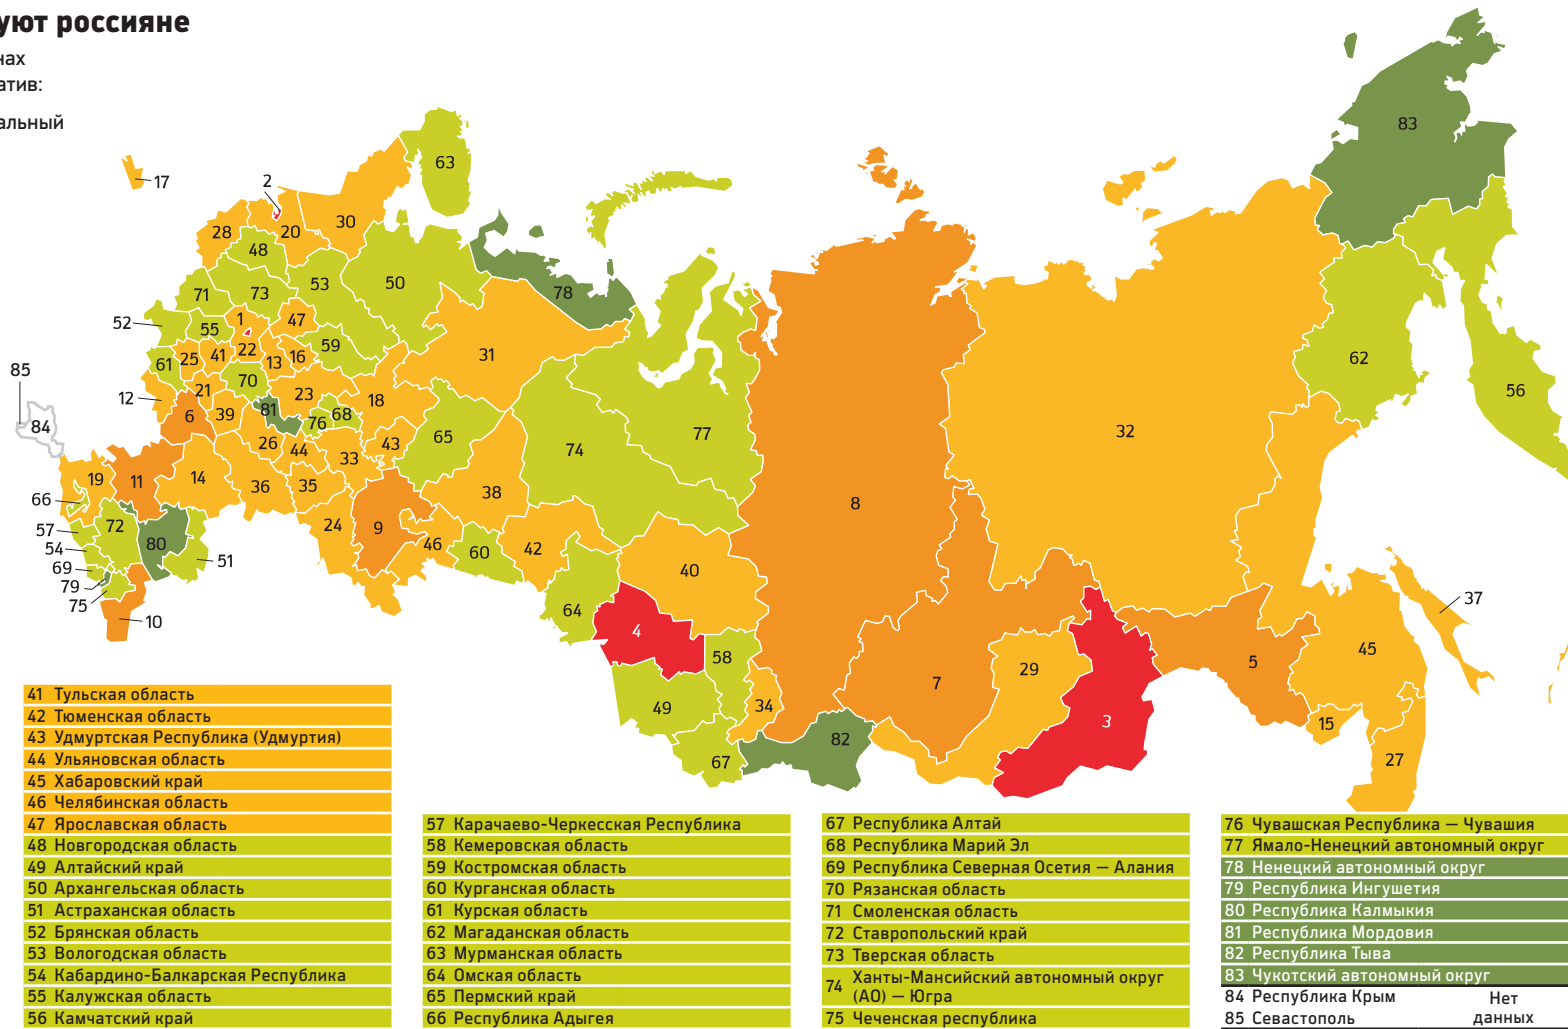 уют россияне
нах
атив:
альный
83
63
17
2
30
28
20
48
53
50
71
73
78
52
1
47
55
59
31
62
61
25
41
22
13
16
85
70
56
12
21
23
18
81
6
39
76
68
84
77
32
26
44
43
65
74
33
19
11
14
36
35
38
8
66
24
9
72
57
46
60
42
80
54
51
40
69
79
75
64
37
10
4
58
29
45
5
7
34
49
3
15
82
67
27
41 Тульская область
42 Тюменская область
43 Удмуртская Республика (Удмуртия)
44 Ульяновская область
45 Хабаровский край
46 Челябинская область
47 Ярославская область
48 Новгородская область
49 Алтайский край
50 Архангельская область
51 Астраханская область
52 Брянская область
53 Вологодская область
54 Кабардино-Балкарская Республика
55 Калужская область
56 Камчатский край
57 Карачаево-Черкесская Республика
58 Кемеровская область
59 Костромская область
60 Курганская область
61 Курская область
62 Магаданская область
63 Мурманская область
64 Омская область
65 Пермский край
66 Республика Адыгея
67 Республика Алтай
68 Республика Марий Эл
69 Республика Северная Осетия — Алания
70 Рязанская область
71 Смоленская область
72 Ставропольский край
73 Тверская область
74 Ханты-Мансийский автономный округ
(АО) — Югра
75 Чеченская республика
76 Чувашская Республика — Чувашия
77 Ямало-Ненецкий автономный округ
78 Ненецкий автономный округ
79 Республика Ингушетия
80 Республика Калмыкия
81 Республика Мордовия
82 Республика Тыва
83 Чукотский автономный округ
84 Республика Крым
85 Севастополь
Нет
данных